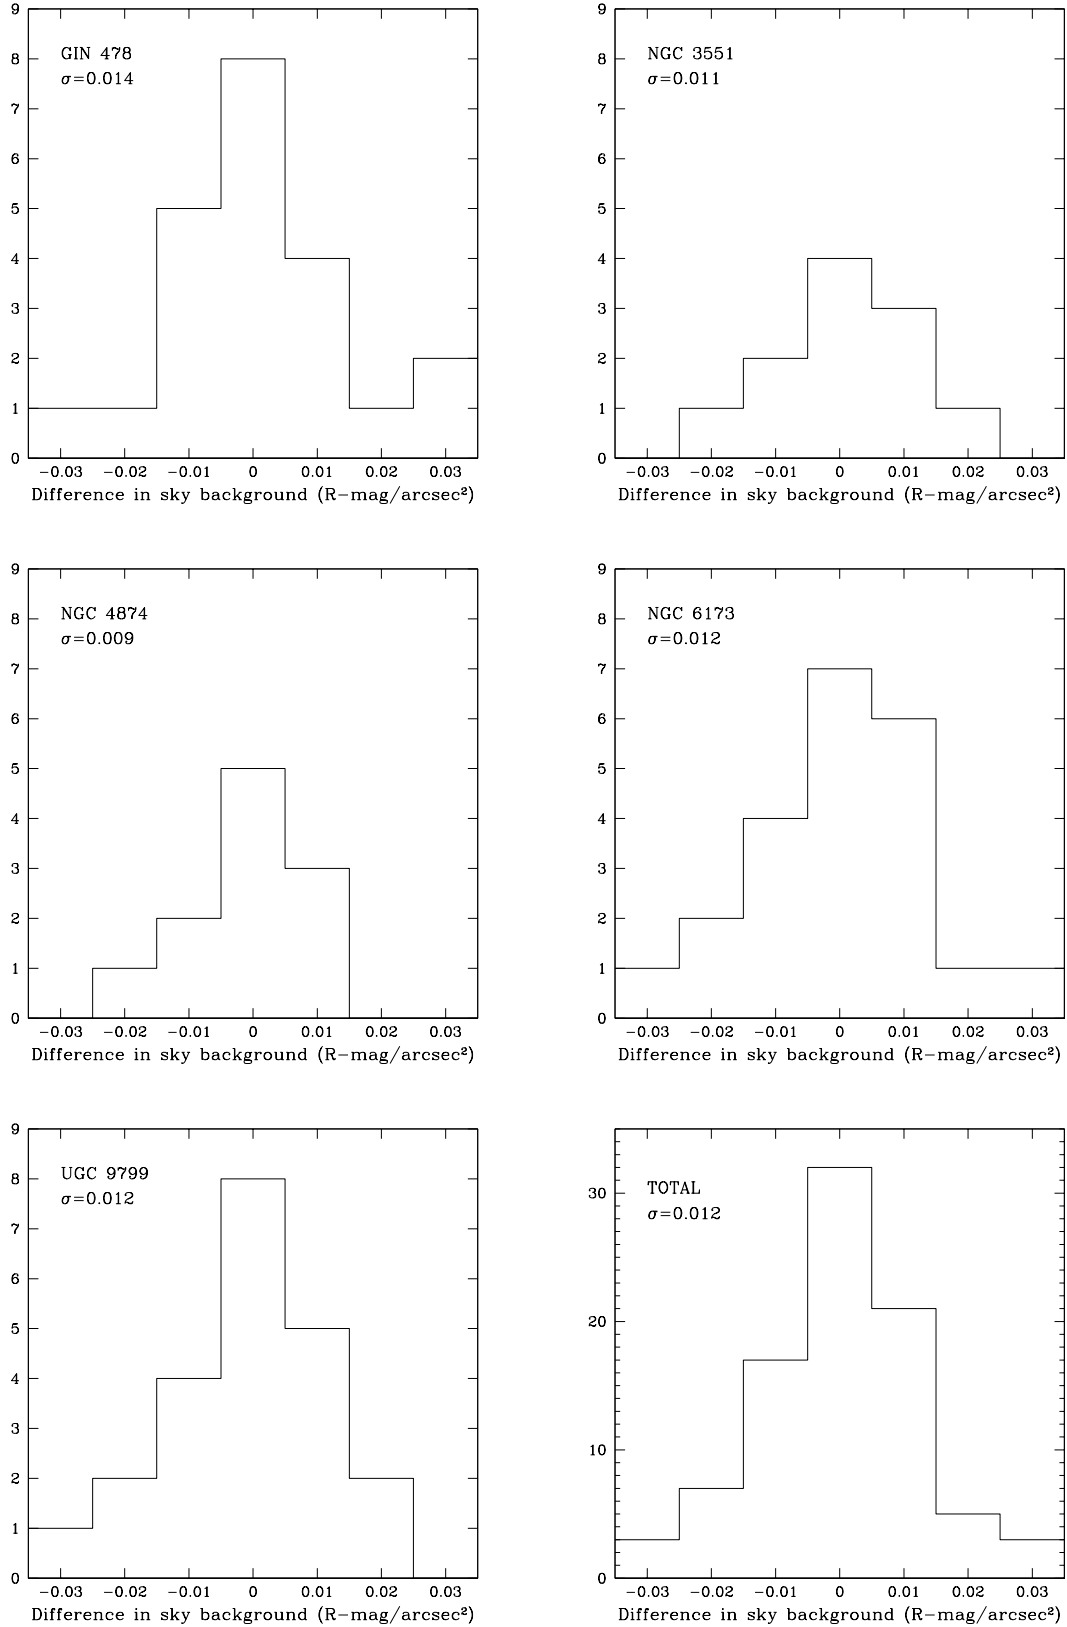 9
8
7
6
5
4
3
2
1
0
GIN 478
σ=0.014
−0.03 −0.02 −0.01 0 0.01 0.02 0.03
Difference in sky background (R−mag/arcsec²)
9
8
7
6
5
4
3
2
1
0
NGC 3551
σ=0.011
−0.03 −0.02 −0.01 0 0.01 0.02 0.03
Difference in sky background (R−mag/arcsec²)
9
8
7
6
5
4
3
2
1
0
NGC 4874
σ=0.009
−0.03 −0.02 −0.01 0 0.01 0.02 0.03
Difference in sky background (R−mag/arcsec²)
9
8
7
6
5
4
3
2
1
0
NGC 6173
σ=0.012
−0.03 −0.02 −0.01 0 0.01 0.02 0.03
Difference in sky background (R−mag/arcsec²)
9
8
7
6
5
4
3
2
1
0
UGC 9799
σ=0.012
−0.03 −0.02 −0.01 0 0.01 0.02 0.03
Difference in sky background (R−mag/arcsec²)
30
20
10
0
TOTAL
σ=0.012
−0.03 −0.02 −0.01 0 0.01 0.02 0.03
Difference in sky background (R−mag/arcsec²)